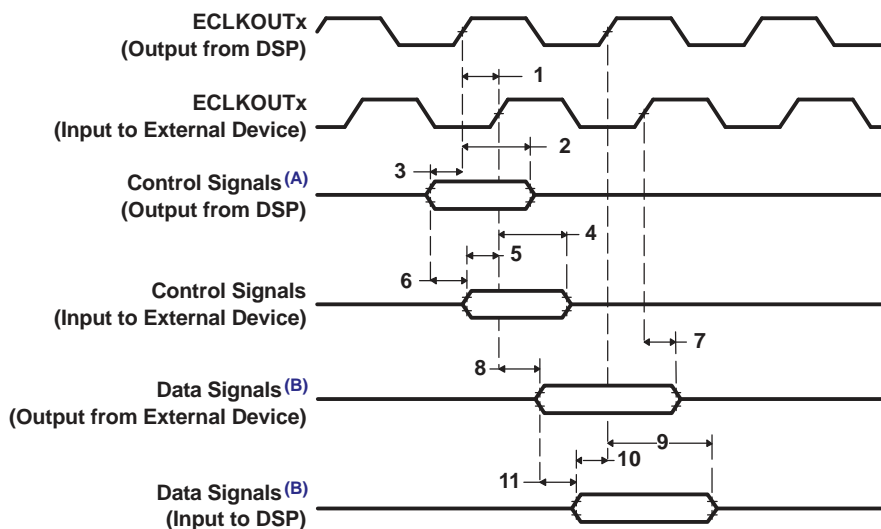 ECLKOUTx
(Output from DSP)
1
ECLKOUTx
(Input to External Device)
2
3
Control Signals (A)
(Output from DSP)
4
5
6
Control Signals
(Input to External Device)
7
8
Data Signals (B)
(Output from External Device)
9
10
11
Data Signals (B)
(Input to DSP)